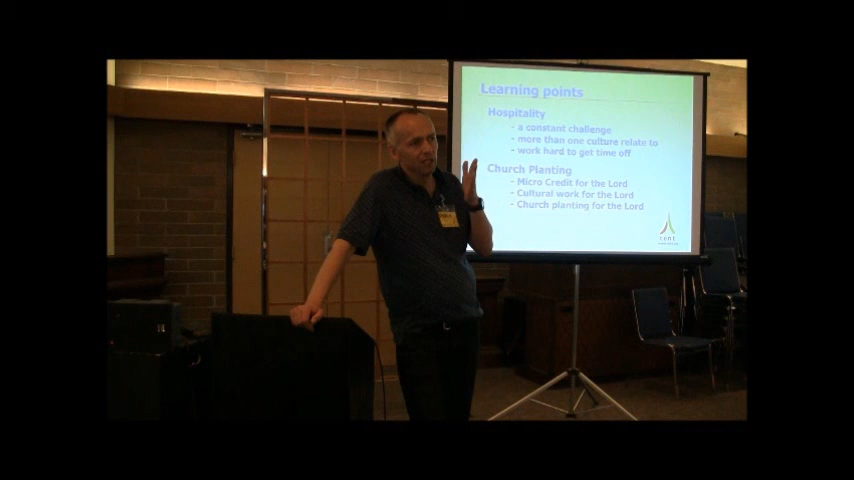 Learning points
Hospitality
- a constant challenge
- more than one culture relate to
- work hard to get time off
Church Planting
- Micro Credit for the Lord
- Cultural work for the Lord
- Church planting for the Lord